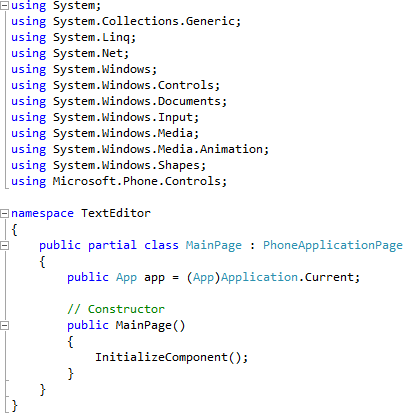 using System;
using System.Collections.Generic;
using System.Linq;
using System.Net;
using System.Windows;
using System.Windows.Controls;
using System.Windows.Documents;
using System.Windows.Input;
using System.Windows.Media;
using System.Windows.Media.Animation;
using System.Windows.Shapes;
using Microsoft.Phone.Controls;

namespace TextEditor
{
    public partial class MainPage : PhoneApplicationPage
    {
        public App app = (App)Application.Current;

        // Constructor
        public MainPage()
        {
            InitializeComponent();
        }
    }
}